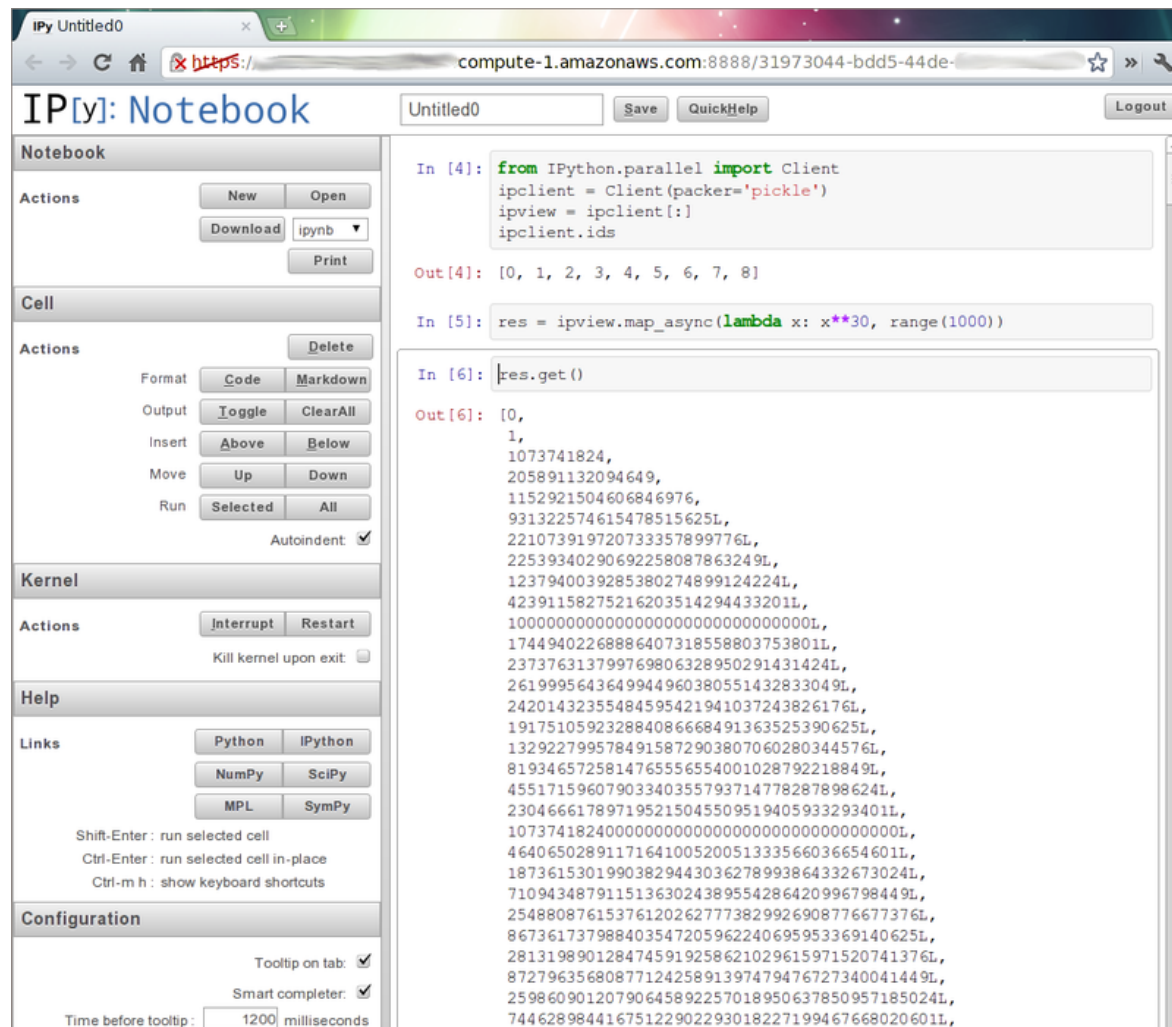 IPy Untitled0
https:/ compute-1.amazonaws.com:8888/31973044-bdd5-44de-
IP[y]: Notebook
Untitled0 Save QuickHelp Logout
Notebook
Actions New Open
Download ipynb
Print
Cell
Actions Delete
Format Code Markdown
Output Toggle ClearAll
Insert Above Below
Move Up Down
Run Selected All
Autoindent:
Kernel
Actions Interrupt Restart
Kill kernel upon exit:
Help
Links Python IPython
NumPy SciPy
MPL SymPy
Shift-Enter : run selected cell
Ctrl-Enter : run selected cell in-place
Ctrl-m h : show keyboard shortcuts
Configuration
Tooltip on tab:
Smart completer:
Time before tooltip : 1200 milliseconds
In [4]: from IPython.parallel import Client
ipclient = Client(packer='pickle')
ipview = ipclient[:]
ipclient.ids
Out[4]: [0, 1, 2, 3, 4, 5, 6, 7, 8]
In [5]: res = ipview.map_async(lambda x: x**30, range(1000))
In [6]: res.get()
Out[6]: [0,
1,
1073741824,
205891132094649,
1152921504606846976,
931322574615478515625L,
221073919720733357899776L,
22539340290692258087863249L,
1237940039285380274899124224L,
42391158275216203514294433201L,
1000000000000000000000000000000L,
17449402268886407318558803753801L,
237376313799769806328950291431424L,
2619995643649944960380551432833049L,
24201432355484595421941037243826176L,
191751059232884086668491363525390625L,
1329227995784915872903807060280344576L,
8193465725814765556554001028792218849L,
45517159607903340355793714778287898624L,
230466617897195215045509519405933293401L,
1073741824000000000000000000000000000000L,
4640650289117164100520051333566036654601L,
18736153019903829443036278993864332673024L,
71094348791151363024389554286420996798449L,
254880876153761202627773829926908776677376L,
867361737988403547205962240695953369140625L,
2813198901284745919258621029615971520741376L,
8727963568087712425891397479476727340041449L,
25986090120790645892257018950637850957185024L,
74462898441675122902293018227199467668020601L,